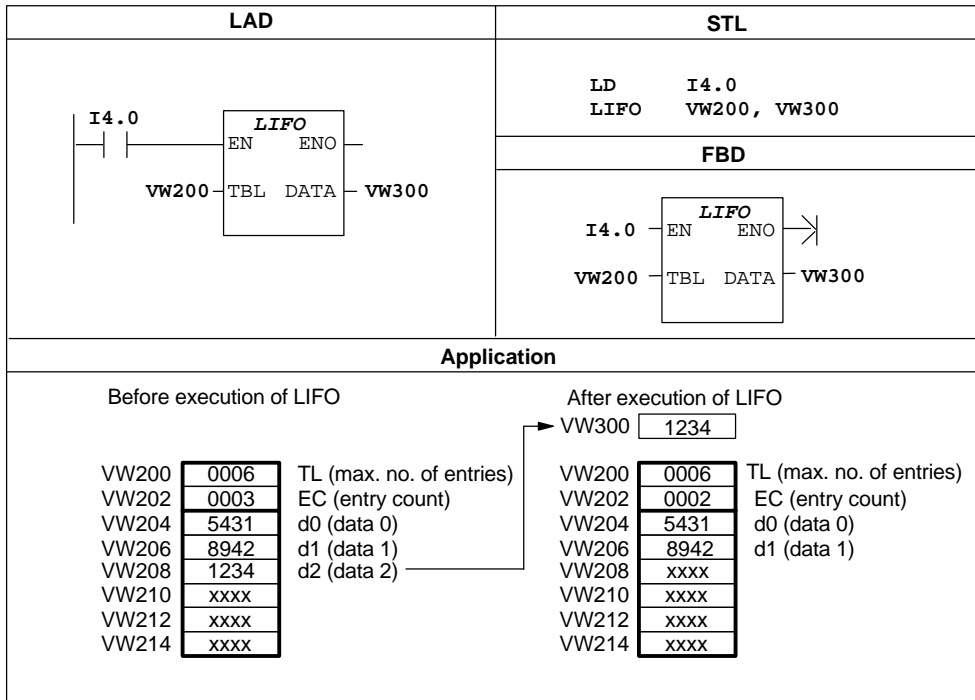 LAD
I4.0
LIFO
EN ENO
VW200 TBL DATA VW300
STL
LD I4.0
LIFO VW200, VW300
FBD
LIFO
I4.0 EN ENO
VW200 TBL DATA VW300
Application
Before execution of LIFO
VW200 0006 TL (max. no. of entries)
VW202 0003 EC (entry count)
VW204 5431 d0 (data 0)
VW206 8942 d1 (data 1)
VW208 1234 d2 (data 2)
VW210 xxxx
VW212 xxxx
VW214 xxxx
After execution of LIFO
VW300 1234
VW200 0006 TL (max. no. of entries)
VW202 0002 EC (entry count)
VW204 5431 d0 (data 0)
VW206 8942 d1 (data 1)
VW208 xxxx
VW210 xxxx
VW212 xxxx
VW214 xxxx